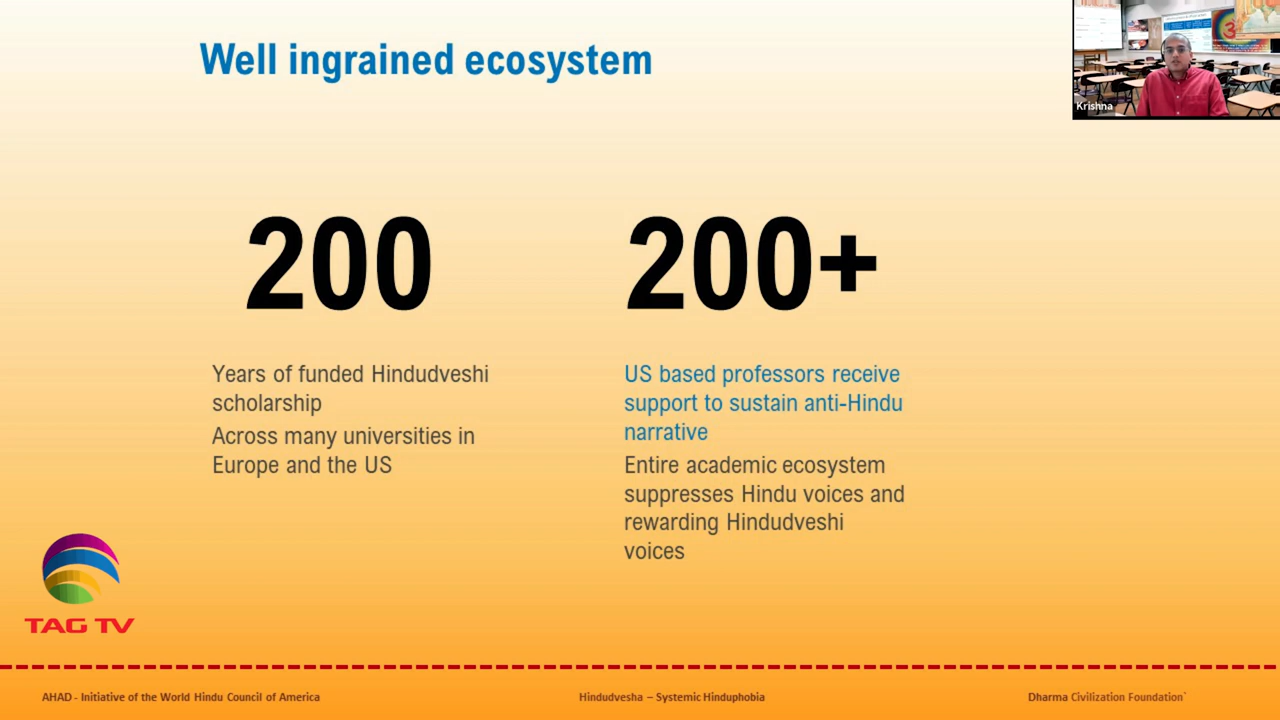 Well ingrained ecosystem
Krishna
200
Years of funded Hindudveshi
scholarship
Across many universities in
Europe and the US
200+
US based professors receive
support to sustain anti-Hindu
narrative
Entire academic ecosystem
suppresses Hindu voices and
rewarding Hindudveshi
voices
TAG TV
AHAD - Initiative of the World Hindu Council of America
Hindudvesha – Systemic Hinduphobia
Dharma Civilization Foundation`